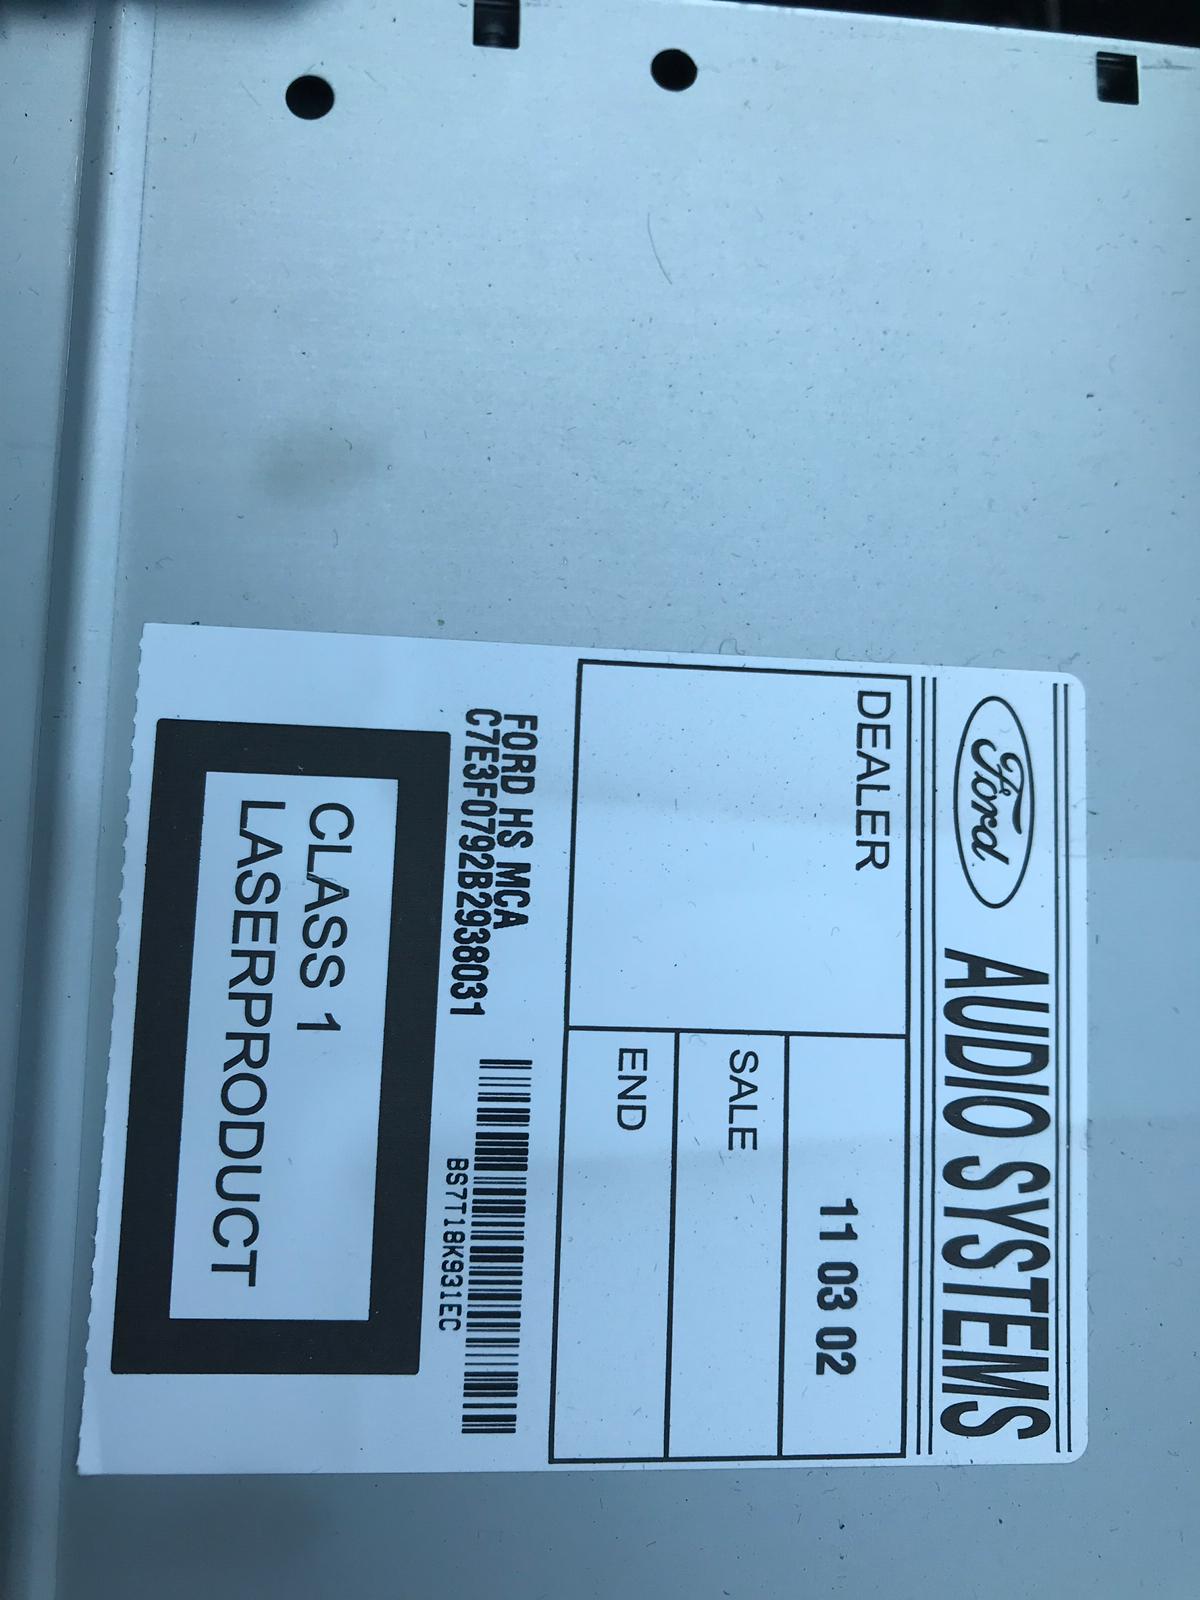 Ford AUDIO SYSTEMS
DEALER
11 03 02
SALE
END
FORD HS MCA
C7E3F0792B2938031
BS7T18K931EC
CLASS 1
LASERPRODUCT